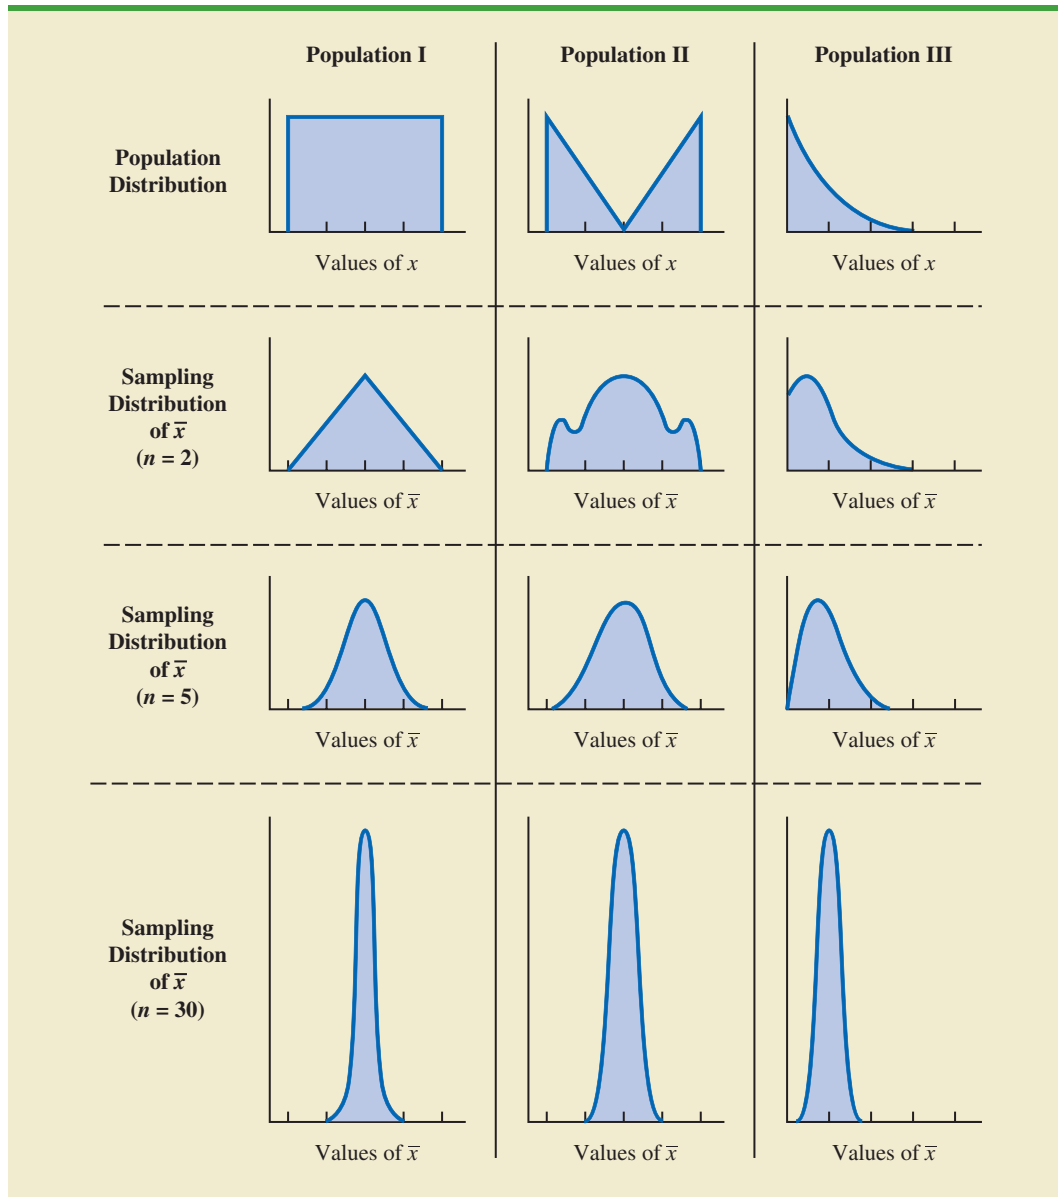 Population I
Population II
Population III
Population
Distribution
Values of x
Values of x
Values of x
Sampling
Distribution
of x̅
(n = 2)
Values of x̅
Values of x̅
Values of x̅
Sampling
Distribution
of x̅
(n = 5)
Values of x̅
Values of x̅
Values of x̅
Sampling
Distribution
of x̅
(n = 30)
Values of x̅
Values of x̅
Values of x̅